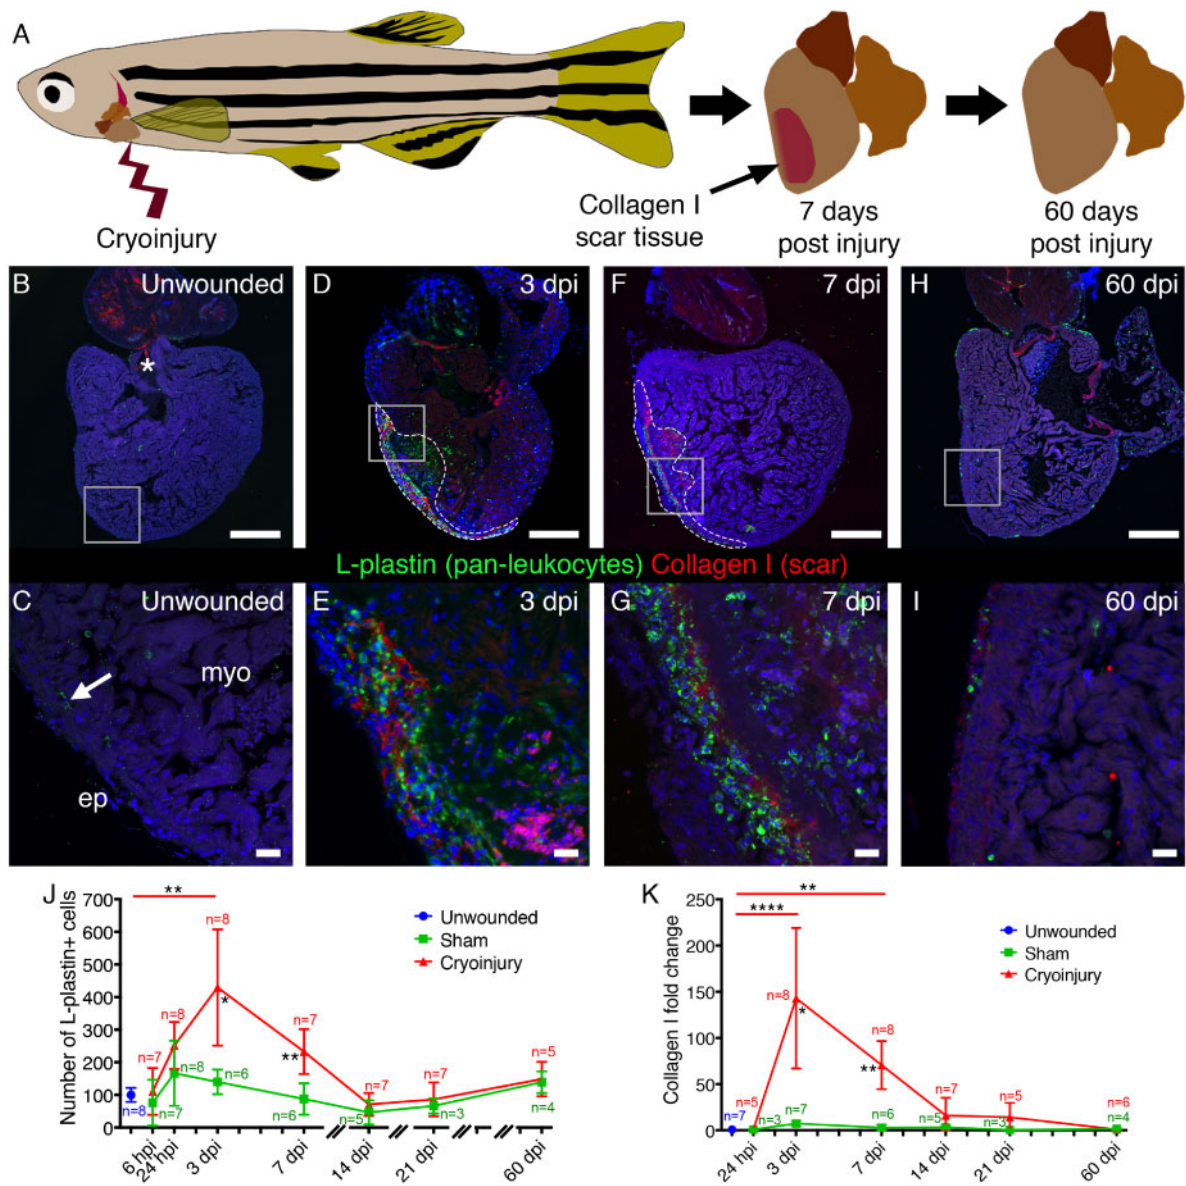 A
Cryoinjury
Collagen I
scar tissue
7 days
post injury
60 days
post injury
B
Unwounded
*
D
3 dpi
F
7 dpi
H
60 dpi
L-plastin (pan-leukocytes) Collagen I (scar)
C
Unwounded
myo
ep
E
3 dpi
G
7 dpi
I
60 dpi
J
Number of L-plastin+ cells
700
600
500
400
300
200
100
0
**
n=8
n=8
n=7
*
**
n=7
n=7
n=7
n=5
n=8
n=7
n=8
n=6
n=6
n=5
n=3
n=4
Unwounded
Sham
Cryoinjury
6 hpi
24 hpi
3 dpi
7 dpi
14 dpi
21 dpi
60 dpi
K
Collagen I fold change
250
200
150
100
50
0
**
****
n=8
*
n=8
**
n=7
n=5
n=6
n=7
n=5
n=3
n=7
n=6
n=5
n=3
n=4
Unwounded
Sham
Cryoinjury
24 hpi
3 dpi
7 dpi
14 dpi
21 dpi
60 dpi